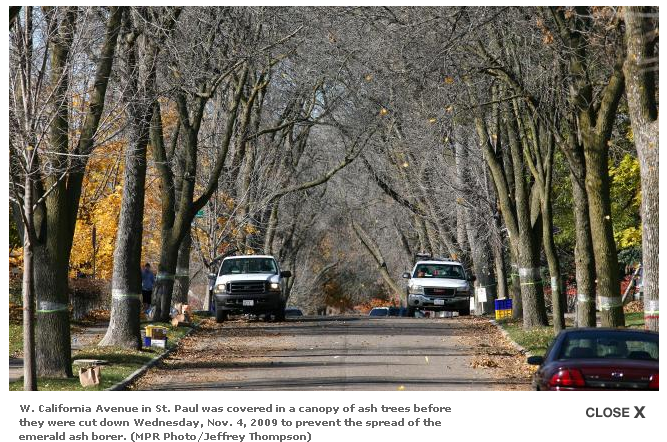 W. California Avenue in St. Paul was covered in a canopy of ash trees before
they were cut down Wednesday, Nov. 4, 2009 to prevent the spread of the
emerald ash borer. (MPR Photo/Jeffrey Thompson)
CLOSE X